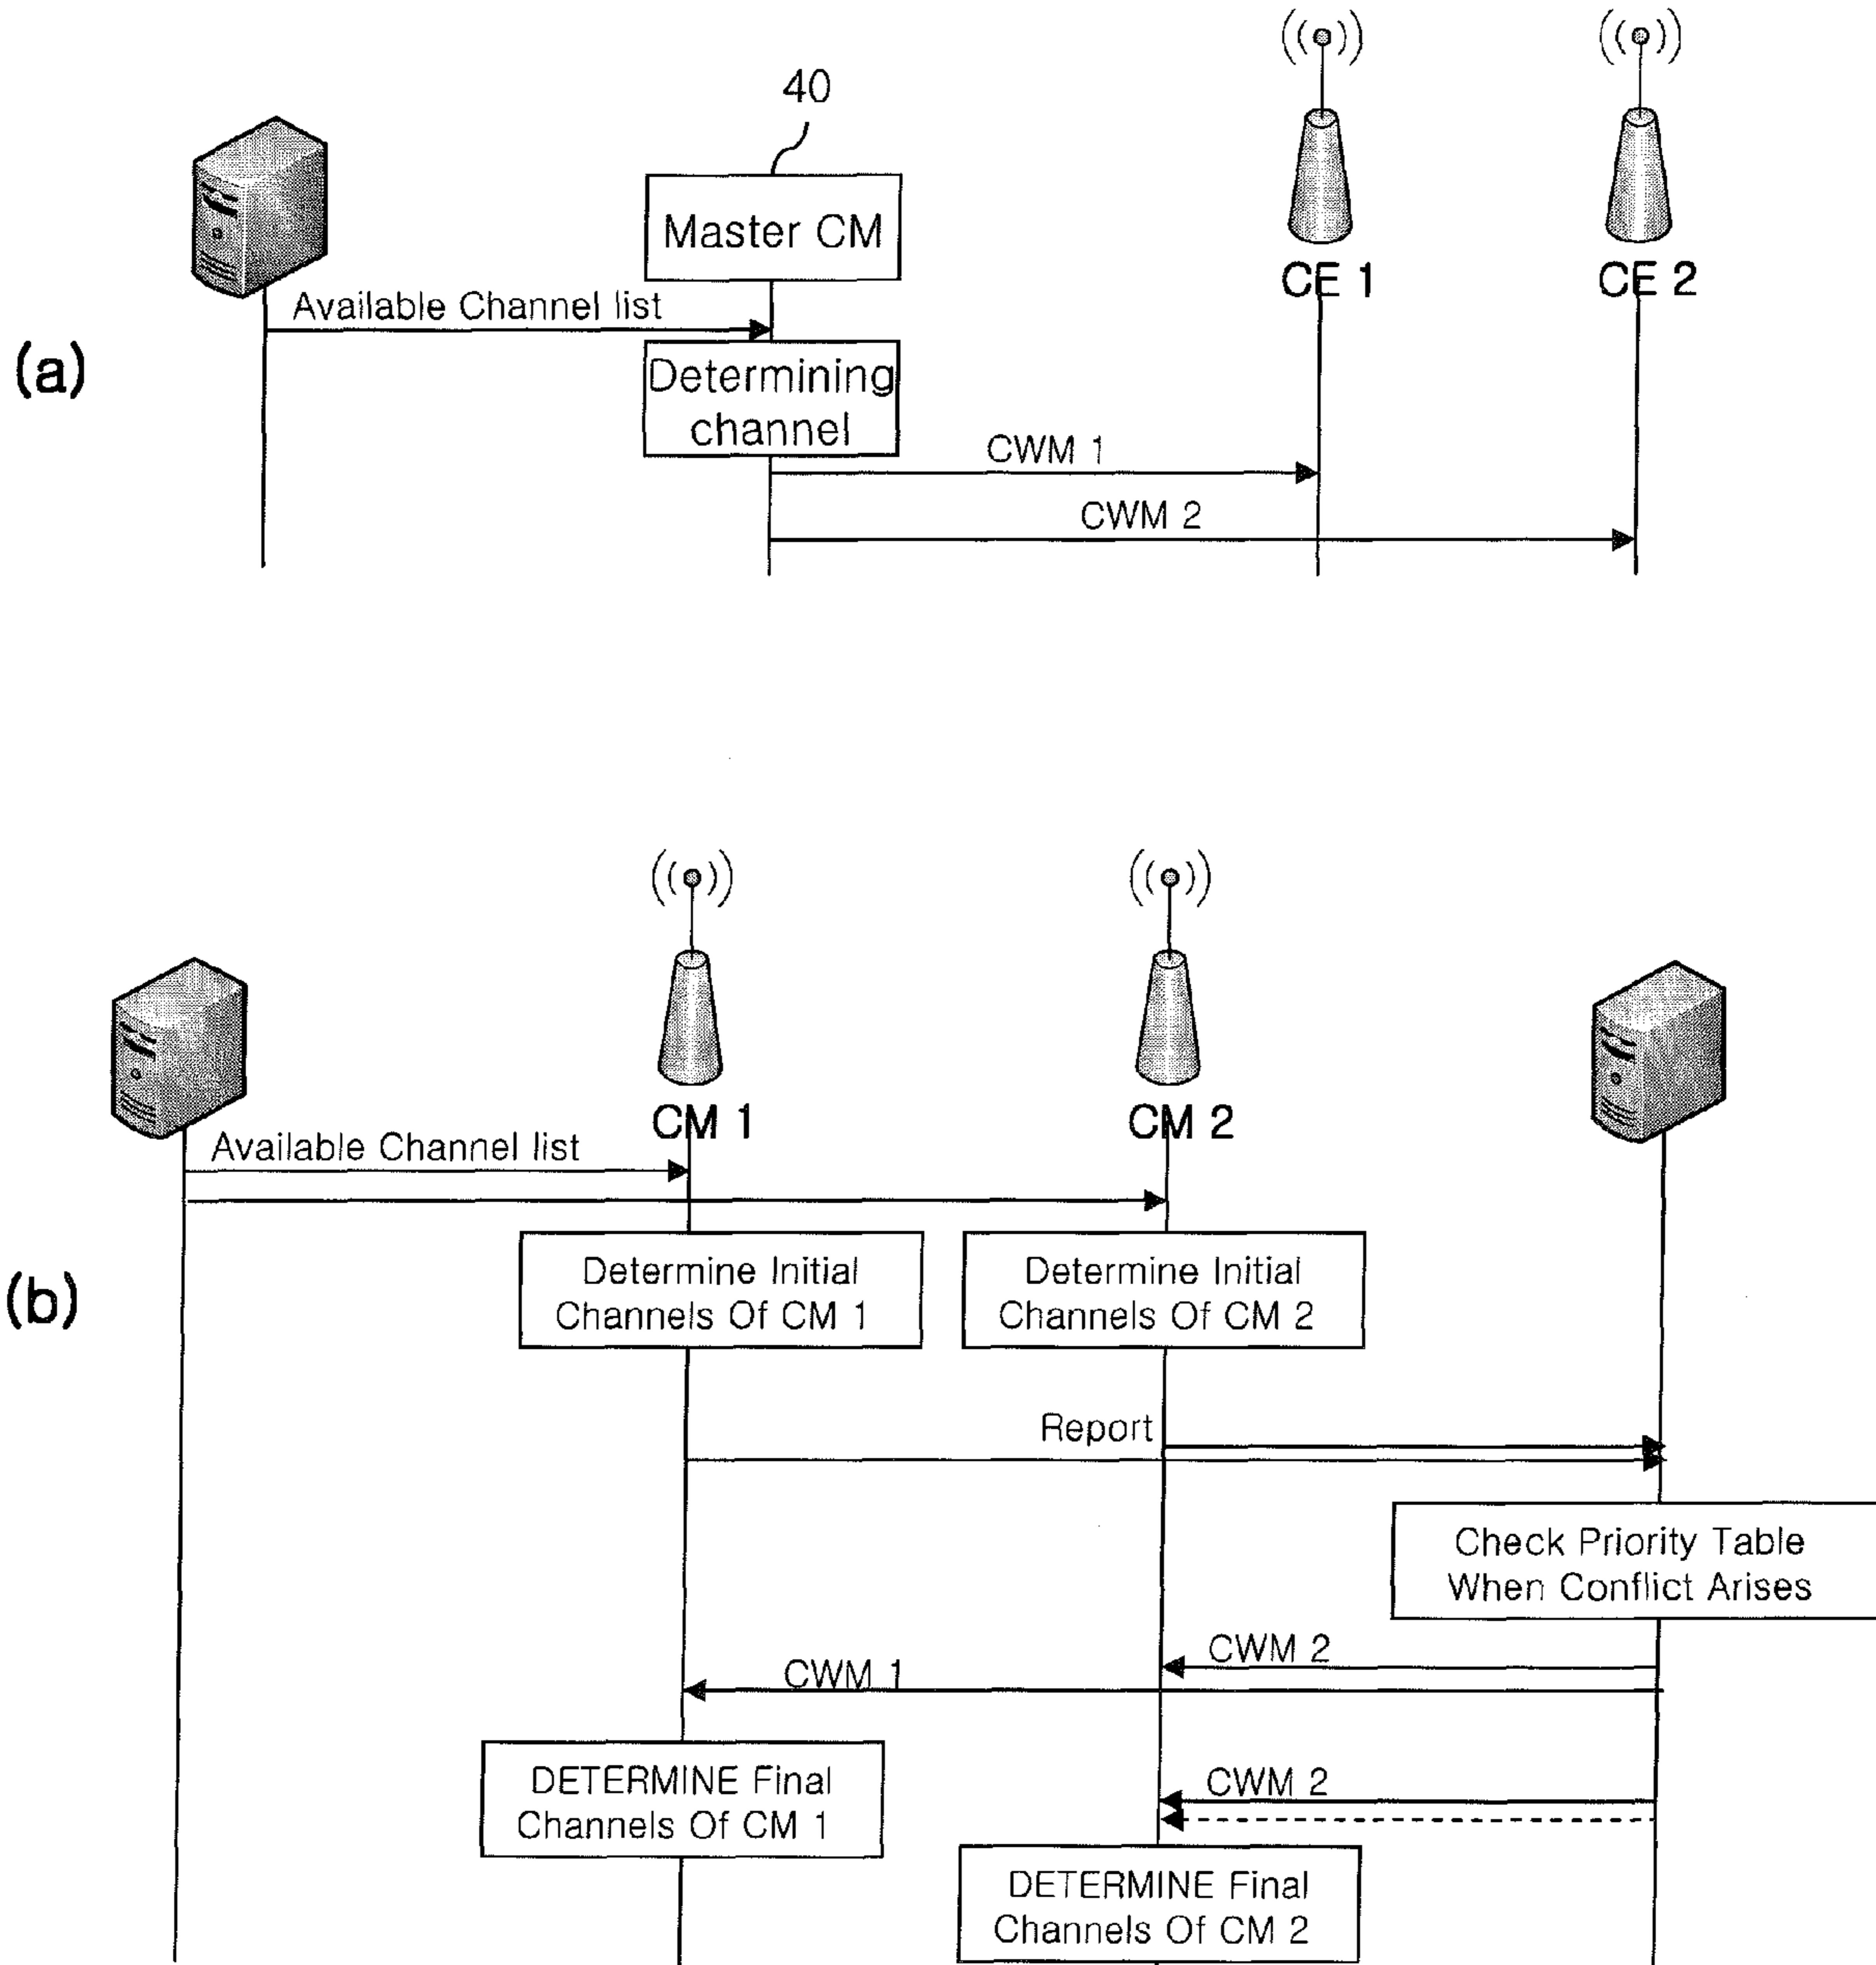 40
Master CM
CE 1
CE 2
Available Channel list
(a)
Determining
channel
CWM 1
CWM 2
CM 1
CM 2
Available Channel list
(b)
Determine Initial
Channels Of CM 1
Determine Initial
Channels Of CM 2
Report
Check Priority Table
When Conflict Arises
CWM 2
CWM 1
DETERMINE Final
Channels Of CM 1
CWM 2
DETERMINE Final
Channels Of CM 2